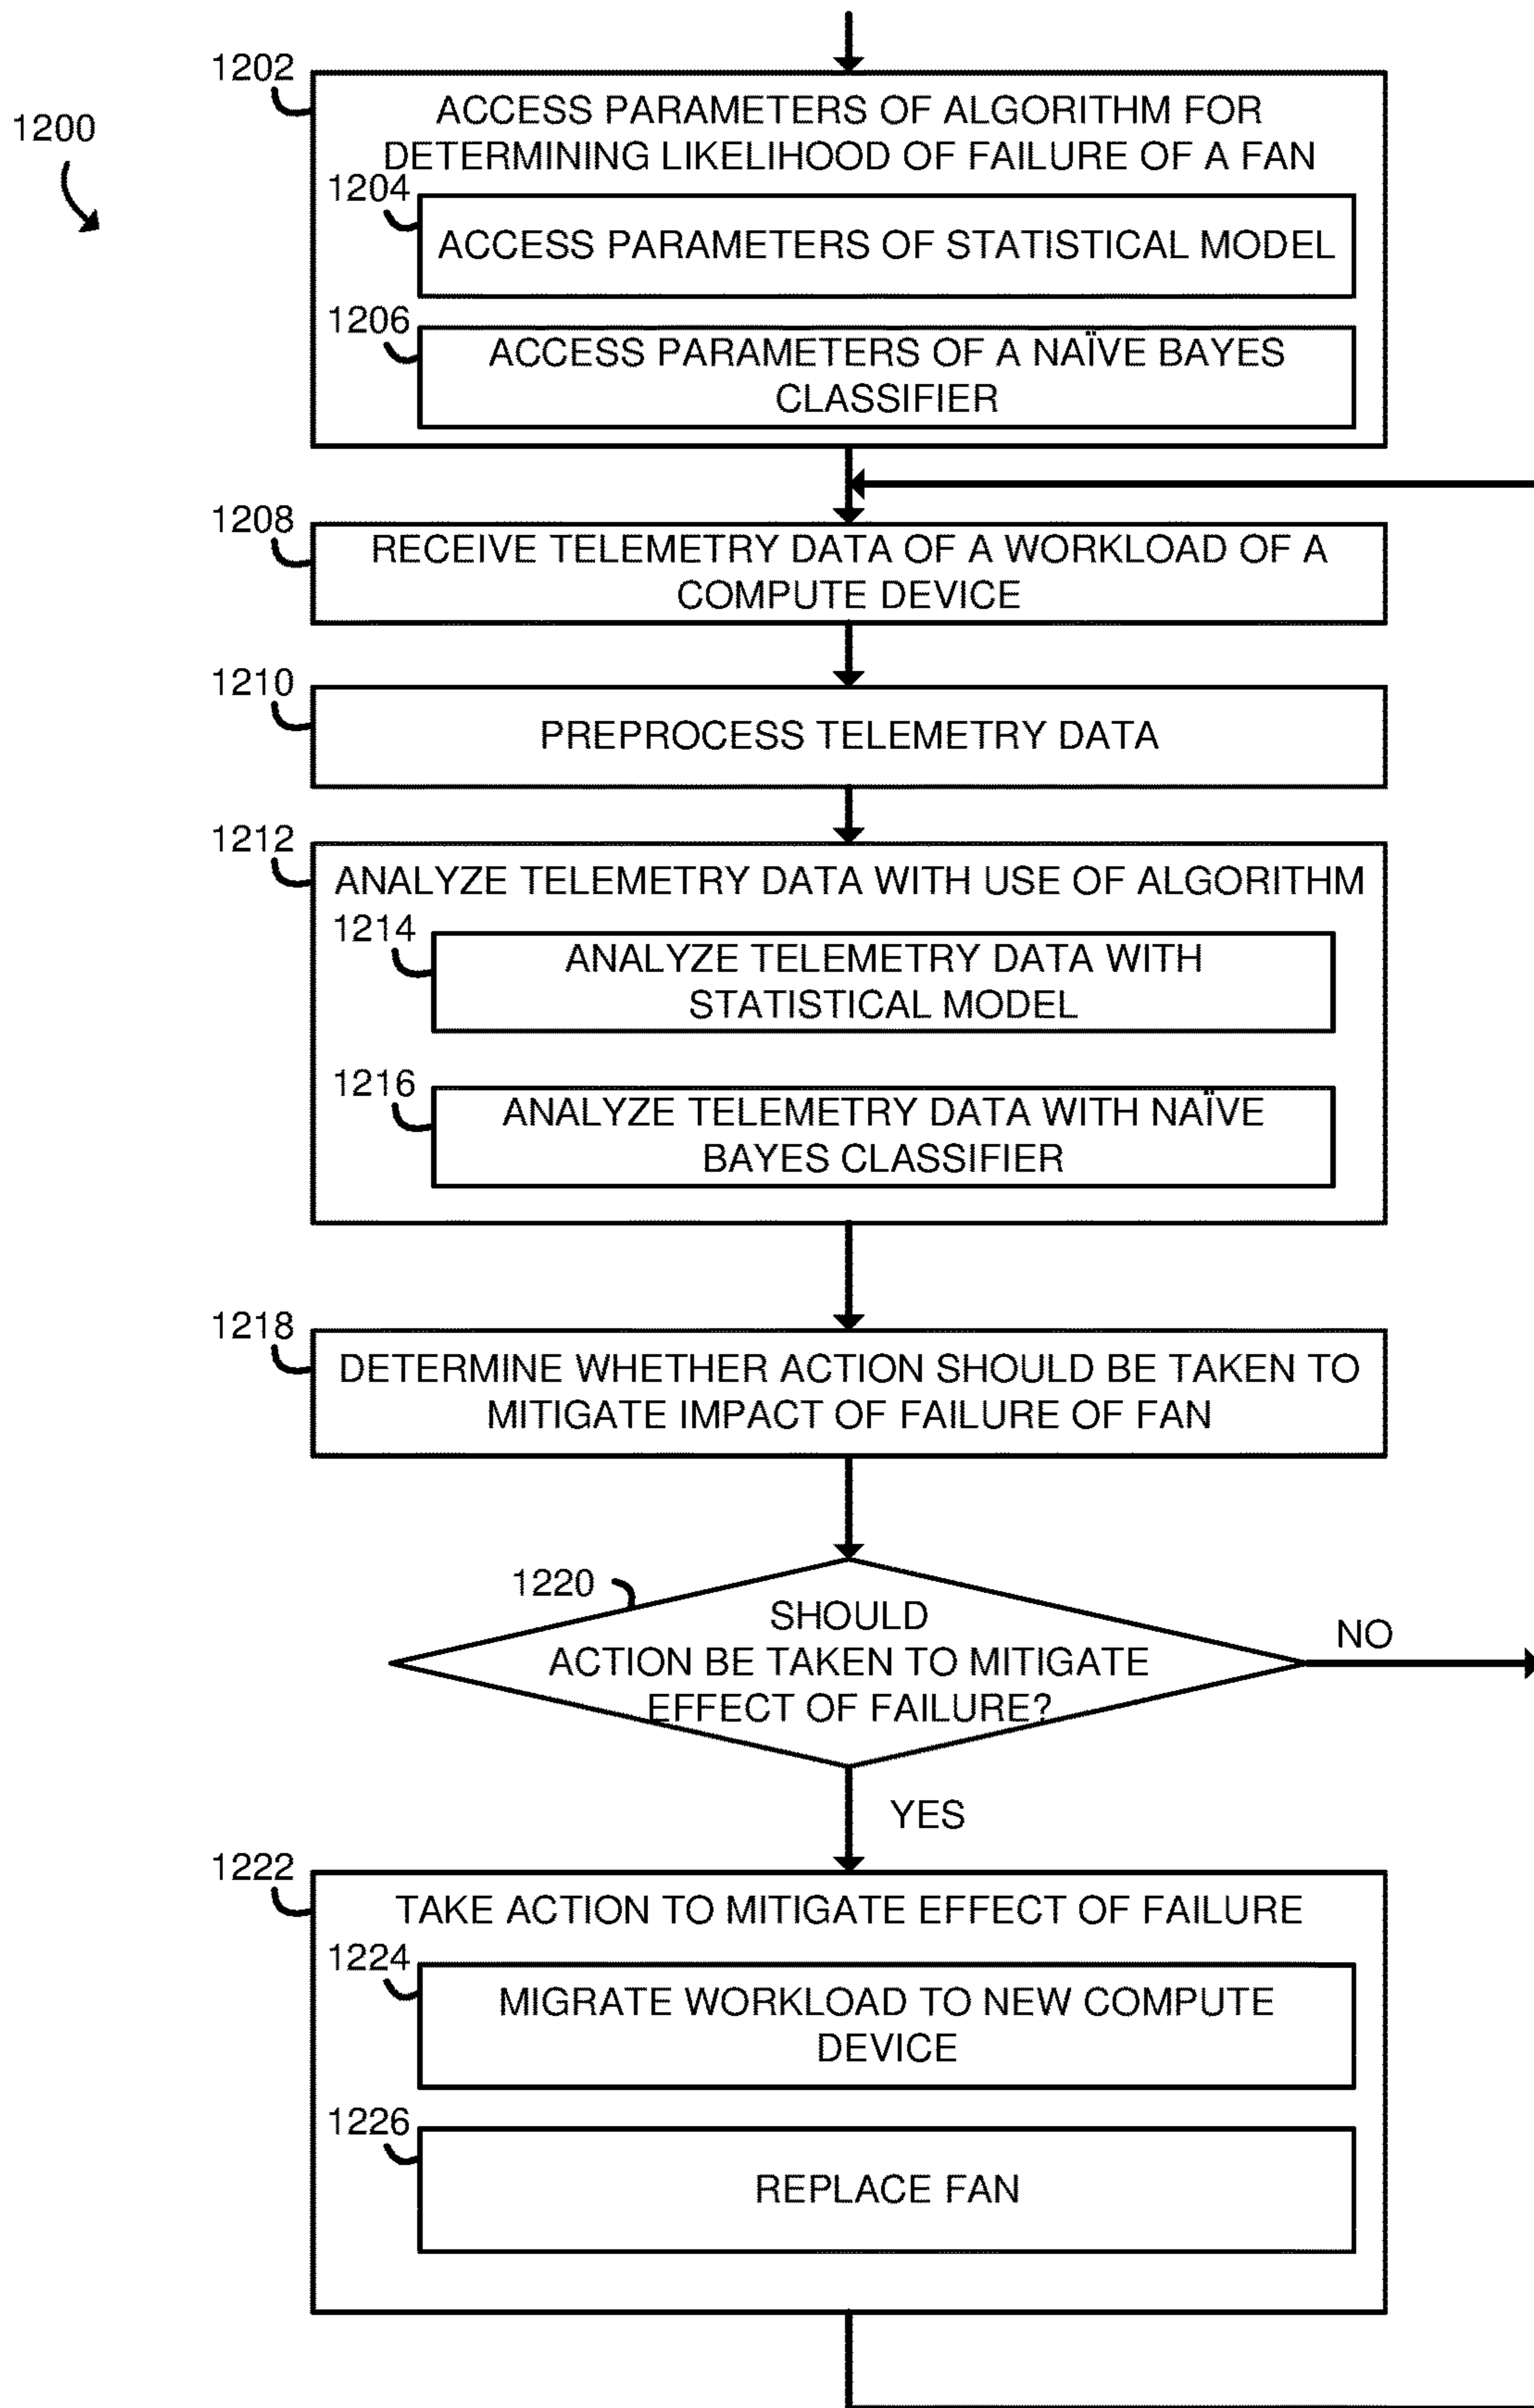 1200
1202
ACCESS PARAMETERS OF ALGORITHM FOR
DETERMINING LIKELIHOOD OF FAILURE OF A FAN
1204
ACCESS PARAMETERS OF STATISTICAL MODEL
1206
ACCESS PARAMETERS OF A NAÏVE BAYES
CLASSIFIER
1208
RECEIVE TELEMETRY DATA OF A WORKLOAD OF A
COMPUTE DEVICE
1210
PREPROCESS TELEMETRY DATA
1212
ANALYZE TELEMETRY DATA WITH USE OF ALGORITHM
1214
ANALYZE TELEMETRY DATA WITH
STATISTICAL MODEL
1216
ANALYZE TELEMETRY DATA WITH NAÏVE
BAYES CLASSIFIER
1218
DETERMINE WHETHER ACTION SHOULD BE TAKEN TO
MITIGATE IMPACT OF FAILURE OF FAN
1220
SHOULD
ACTION BE TAKEN TO MITIGATE
EFFECT OF FAILURE?
NO
YES
1222
TAKE ACTION TO MITIGATE EFFECT OF FAILURE
1224
MIGRATE WORKLOAD TO NEW COMPUTE
DEVICE
1226
REPLACE FAN